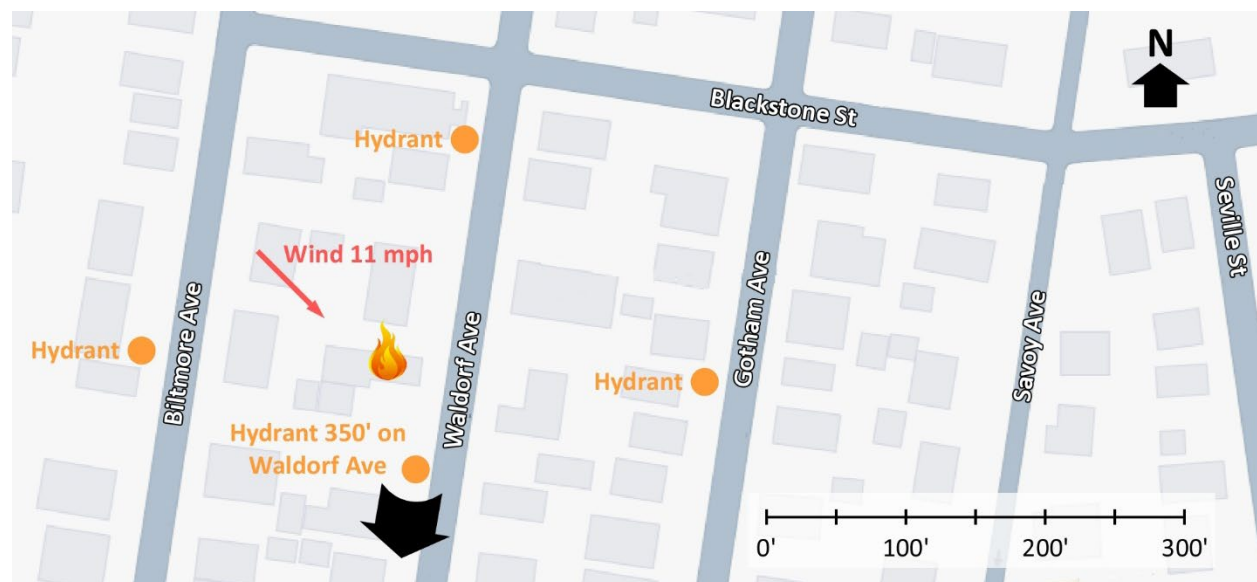 N
Blackstone St
Hydrant
Seville St
Wind 11 mph
Hydrant
Biltmore Ave
Waldorf Ave
Hydrant
Gotham Ave
Savoy Ave
Hydrant 350' on
Waldorf Ave
0' 100' 200' 300'